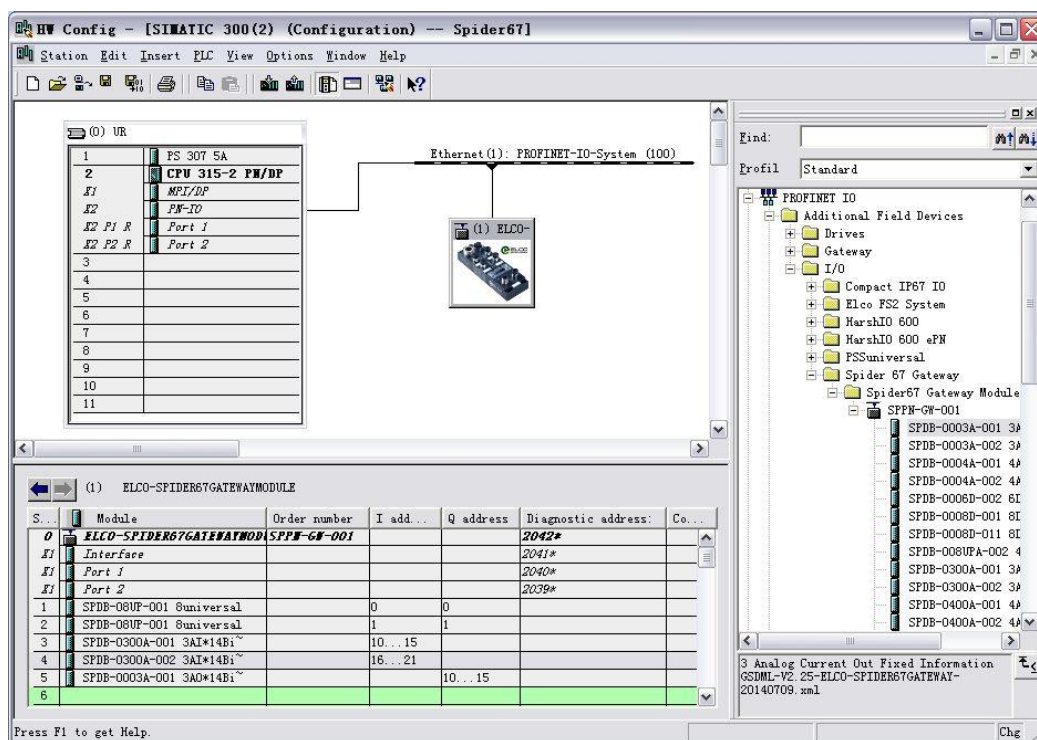 HW Config - [SIMATIC 300(2) (Configuration) -- Spider67]
Station Edit Insert PLC View Options Window Help
(0) UR
1 PS 307 5A
2 CPU 315-2 PN/DP
X1 MPI/DP
X2 PN-IO
X2 P1 R Port 1
X2 P2 R Port 2
3
4
5
6
7
8
9
10
11
Ethernet(1): PROFINET-IO-System (100)
(1) ELCO-
ELCO
Find:
Profil Standard
PROFINET IO
Additional Field Devices
Drives
Gateway
I/O
Compact IP67 IO
Elco FS2 System
HarshIO 600
HarshIO 600 ePN
PSSuniversal
Spider 67 Gateway
Spider67 Gateway Module
SPPN-GW-001
SPDB-0003A-001 3A
SPDB-0003A-002 3A
SPDB-0004A-001 4A
SPDB-0004A-002 4A
SPDB-0006D-002 6D
SPDB-0008D-001 8D
SPDB-0008D-011 8D
SPDB-008UPA-002 4
SPDB-0300A-001 3A
SPDB-0300A-002 3A
SPDB-0400A-001 4A
SPDB-0400A-002 4A
3 Analog Current Out Fixed Information
GSDML-V2.25-ELCO-SPIDER67GATEWAY-
20140709.xml
(1) ELCO-SPIDER67GATEWAYMODULE
S... Module Order number I add... Q address Diagnostic address: Co...
0 ELCO-SPIDER67GATEWAYMOD SPPN-GW-001 2042*
X1 Interface 2041*
X1 Port 1 2040*
X1 Port 2 2039*
1 SPDB-08UP-001 8universal 0 0
2 SPDB-08UP-001 8universal 1 1
3 SPDB-0300A-001 3AI*14Bi~ 10...15
4 SPDB-0300A-002 3AI*14Bi~ 16...21
5 SPDB-0003A-001 3AO*14Bi~ 10...15
6
Press F1 to get Help.
Chg